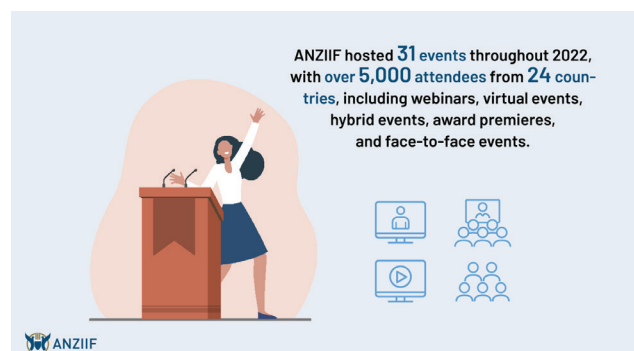 ANZIIF hosted 31 events throughout 2022,
with over 5,000 attendees from 24 coun-
tries, including webinars, virtual events,
hybrid events, award premieres,
and face-to-face events.
ANZIIF